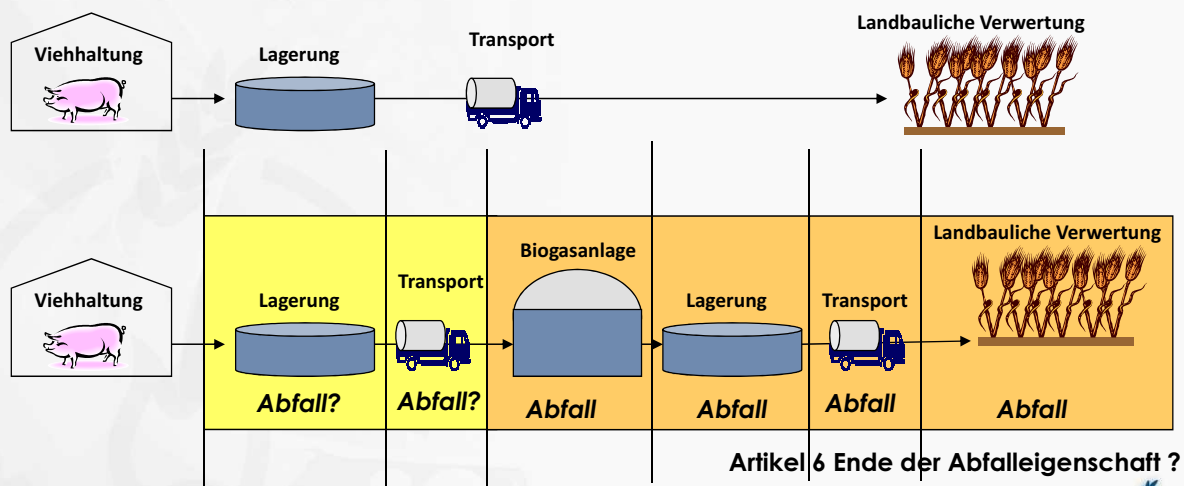 Viehhaltung
Lagerung
Transport
Landbauliche Verwertung
Viehhaltung
Lagerung
Transport
Biogasanlage
Lagerung
Transport
Landbauliche Verwertung
Abfall?
Abfall?
Abfall
Abfall
Abfall
Abfall
Artikel 6 Ende der Abfalleigenschaft ?